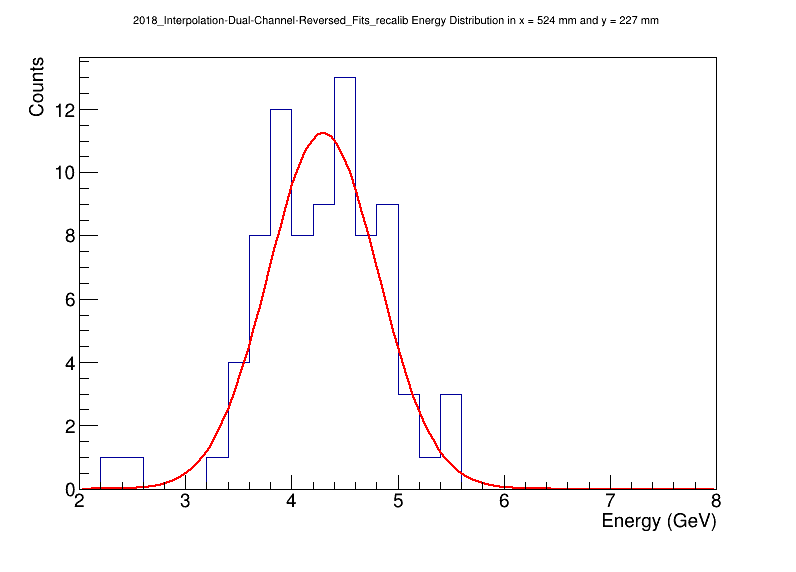 2018_Interpolation-Dual-Channel-Reversed_Fits_recalib Energy Distribution in x = 524 mm and y = 227 mm
Counts
12
10
8
6
4
2
0
2 3 4 5 6 7 8
Energy (GeV)